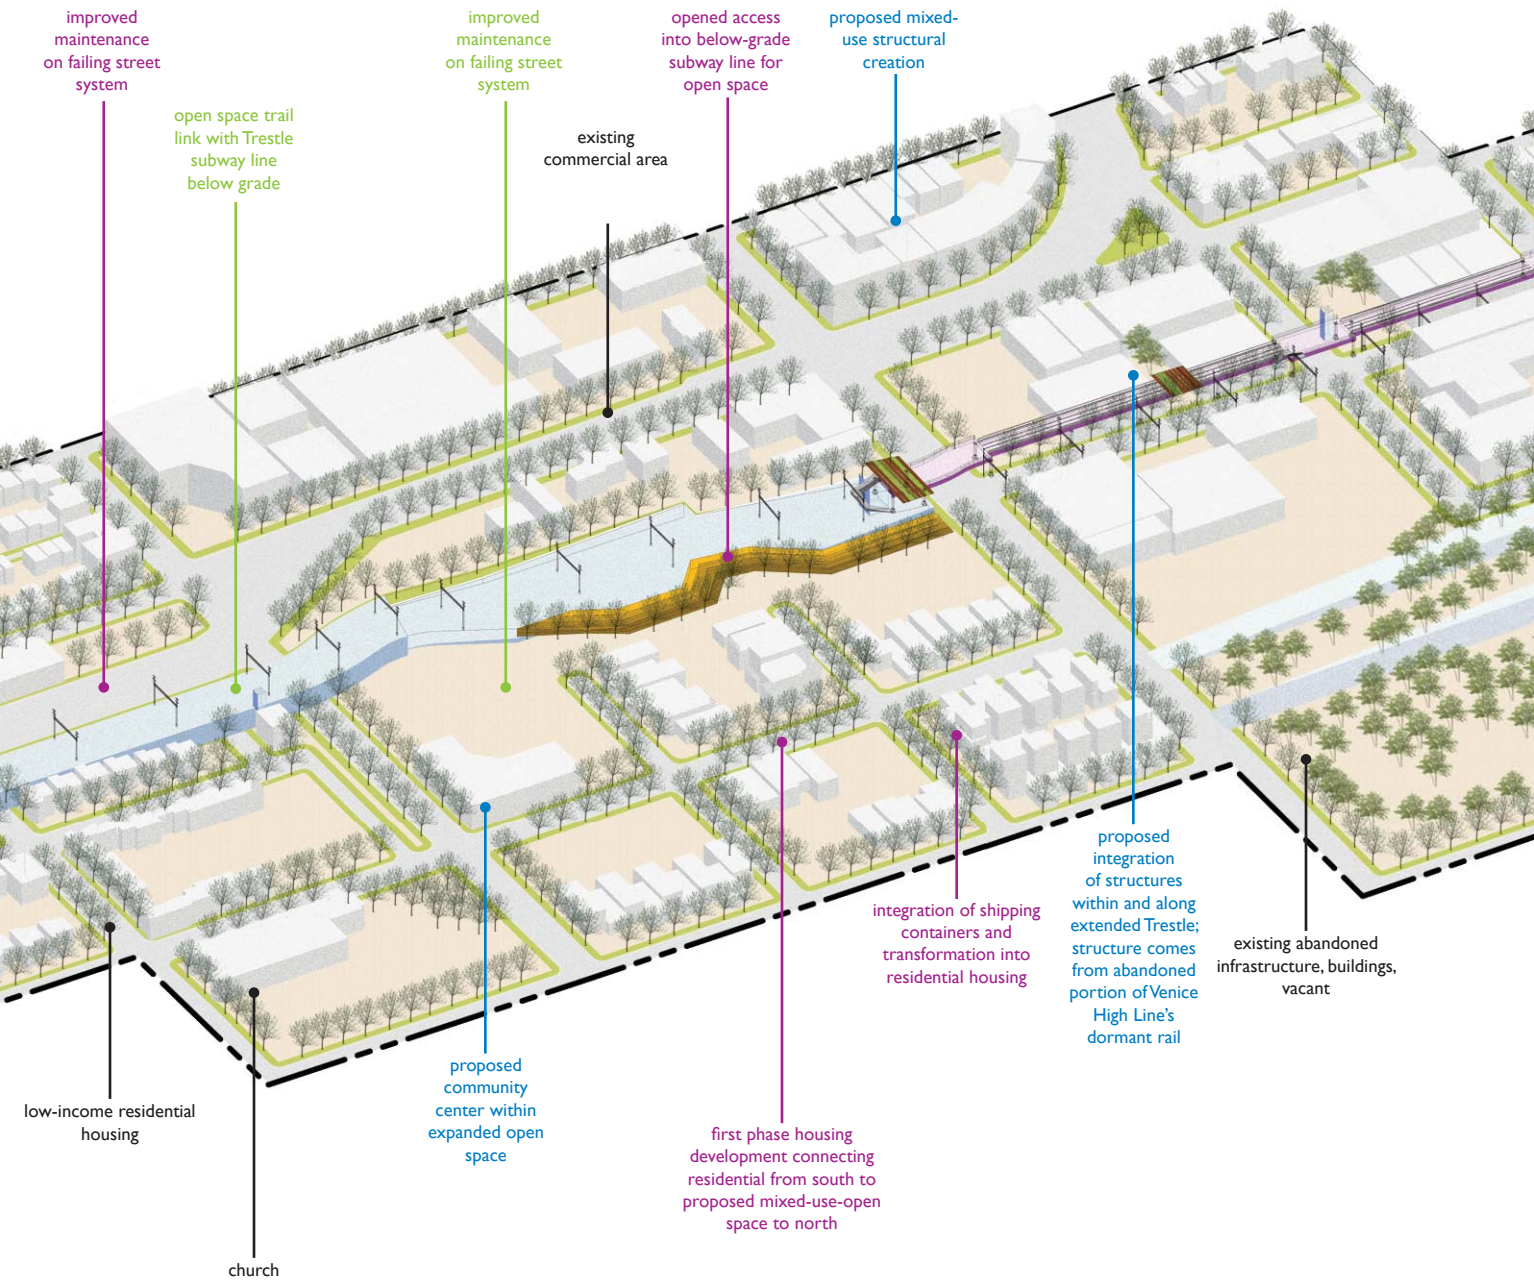 improved
maintenance
on failing street
system
open space trail
link with Trestle
subway line
below grade
improved
maintenance
on failing street
system
existing
commercial area
opened access
into below-grade
subway line for
open space
proposed mixed-
use structural
creation
low-income residential
housing
church
proposed
community
center within
expanded open
space
first phase housing
development connecting
residential from south to
proposed mixed-use-open
space to north
integration of shipping
containers and
transformation into
residential housing
proposed
integration
of structures
within and along
extended Trestle;
structure comes
from abandoned
portion of Venice
High Line's
dormant rail
existing abandoned
infrastructure, buildings,
vacant